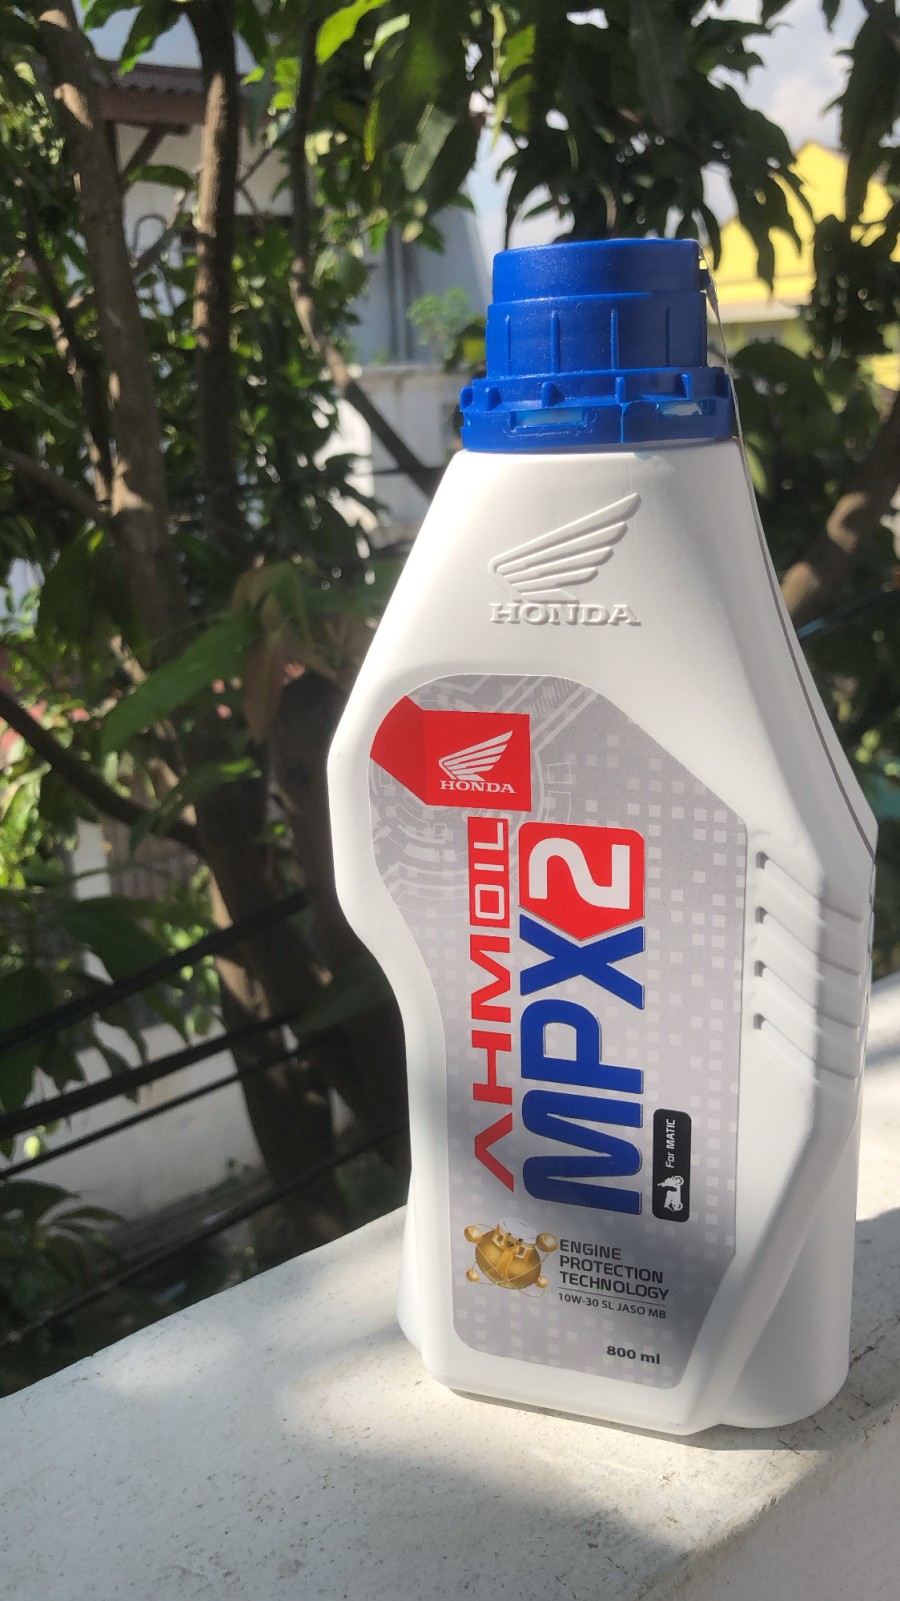 HONDA
HONDA
AHM OIL
MPX2
For MATIC
ENGINE
PROTECTION
TECHNOLOGY
10W-30 SL JASO MB
800 ml